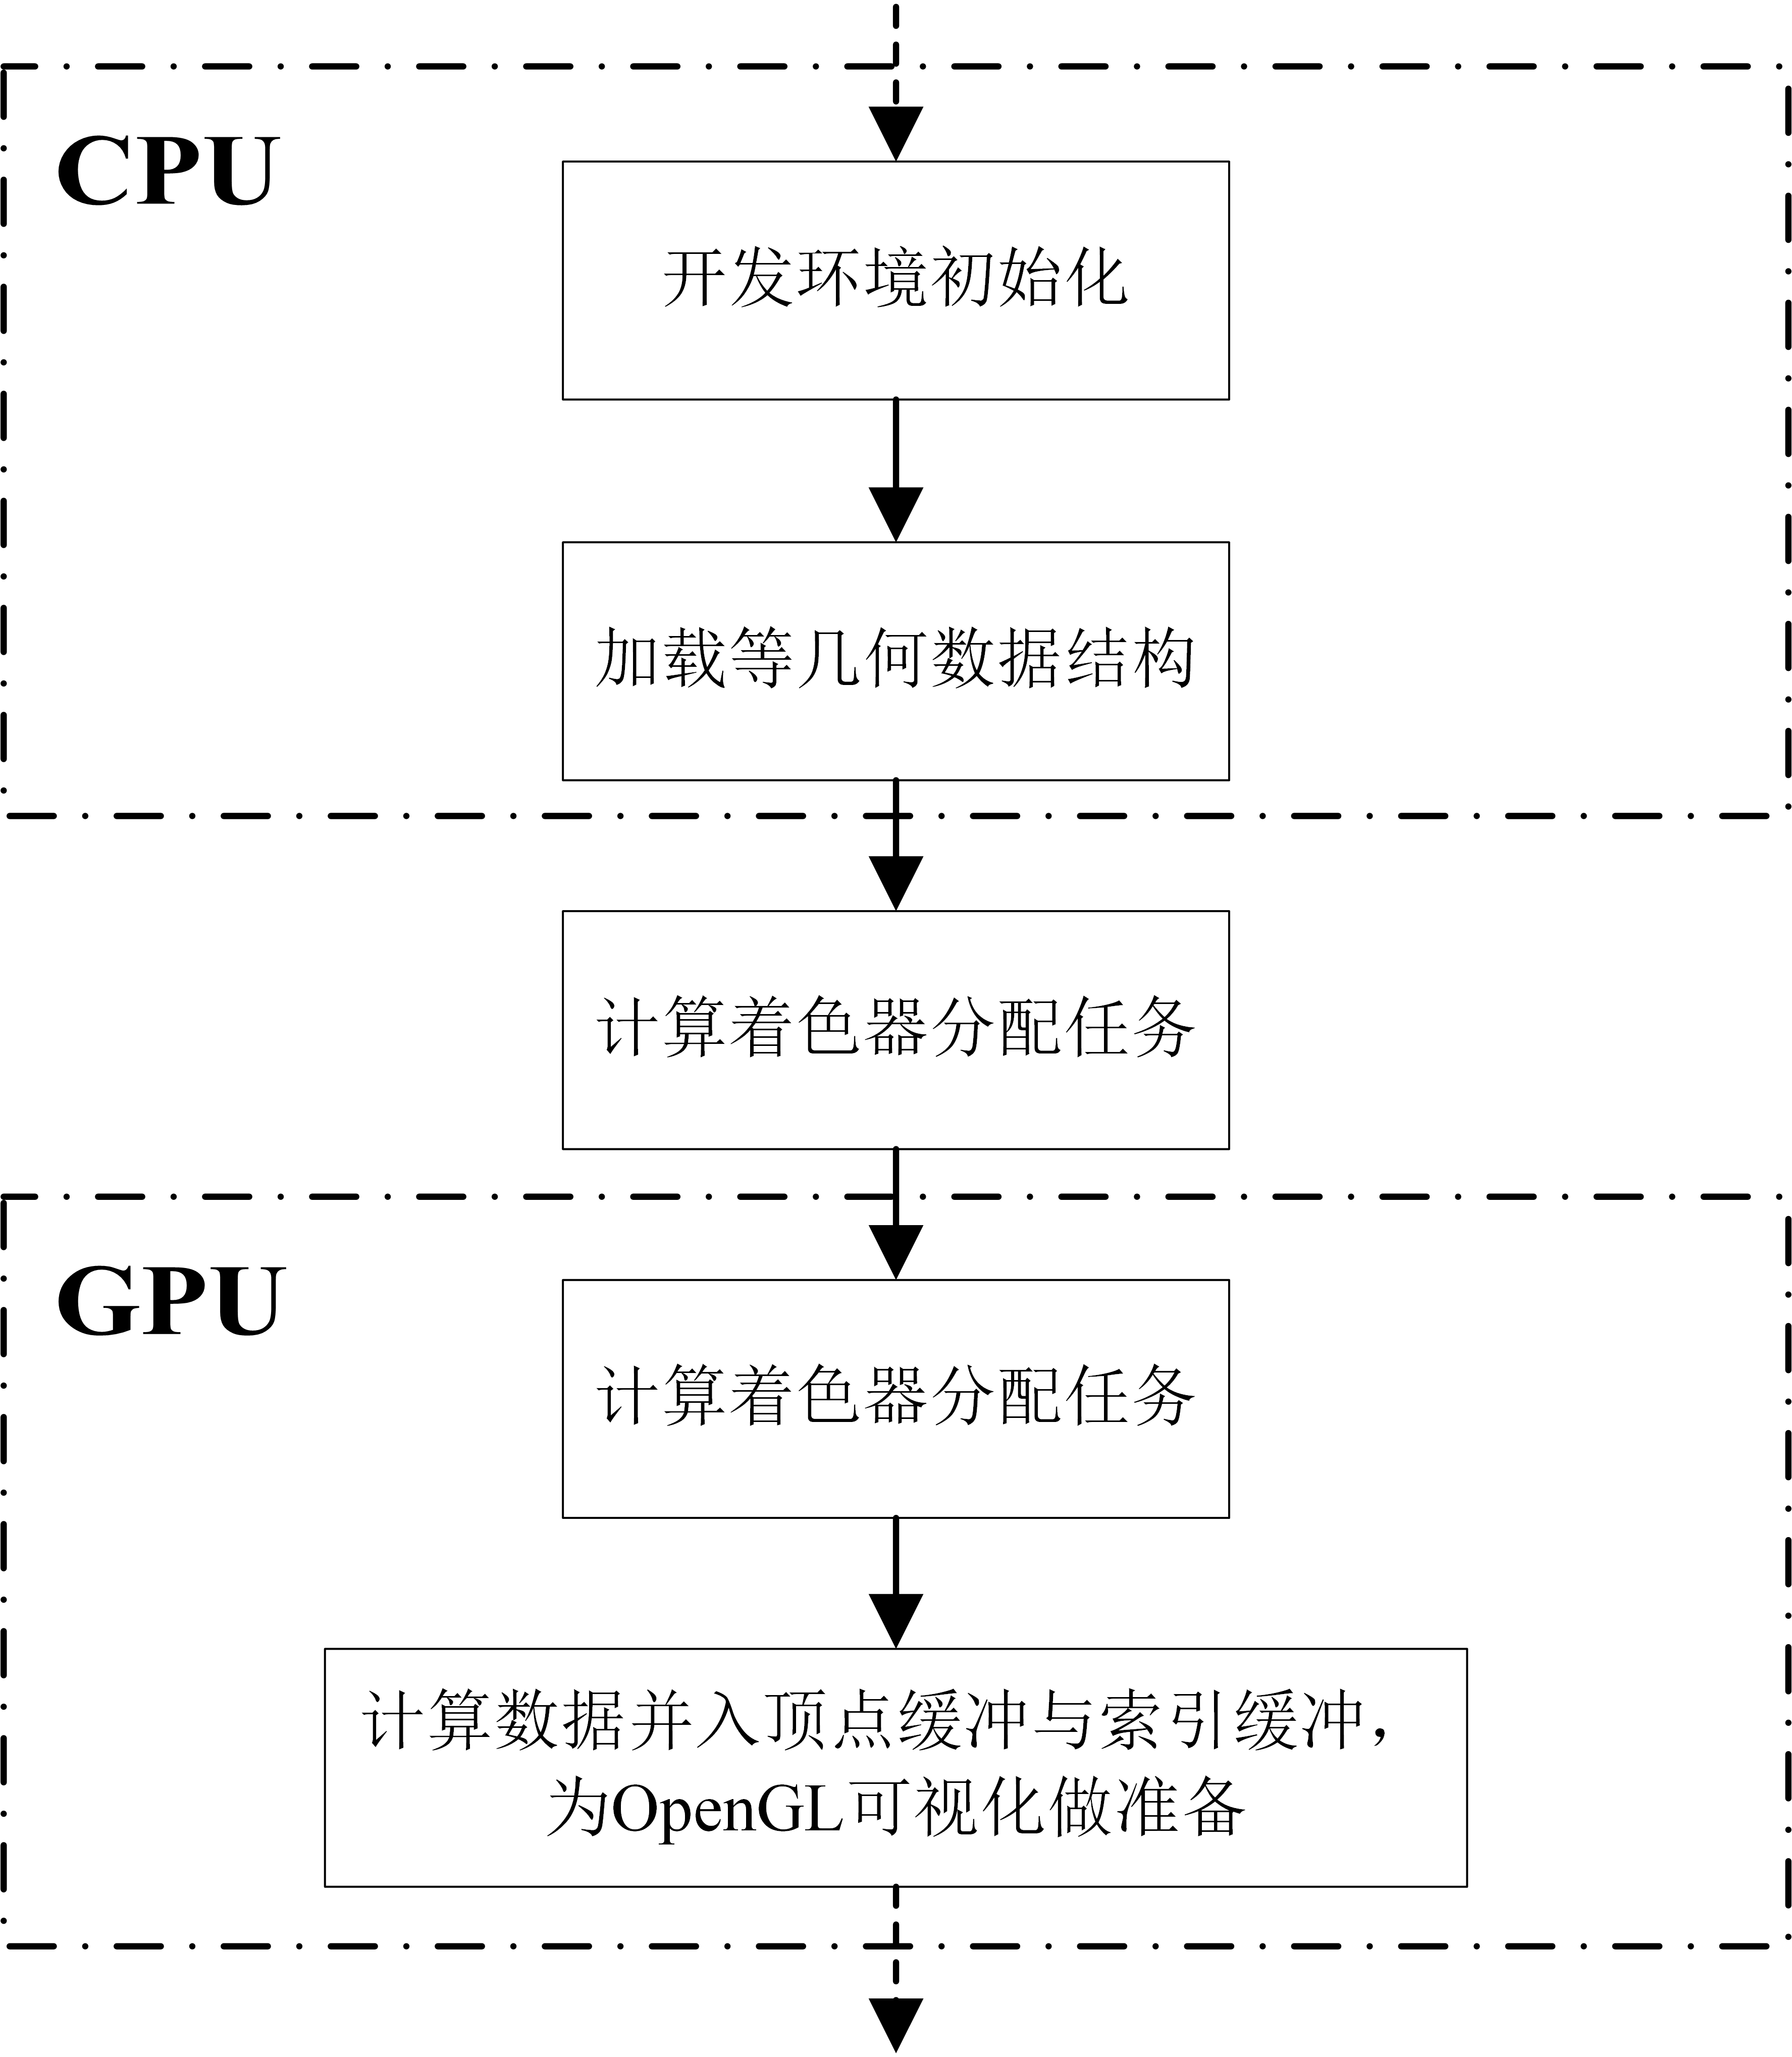 CPU
开发环境初始化
加载等几何数据结构
计算着色器分配任务
GPU
计算着色器分配任务
计算数据并入顶点缓冲与索引缓冲，
为OpenGL可视化做准备